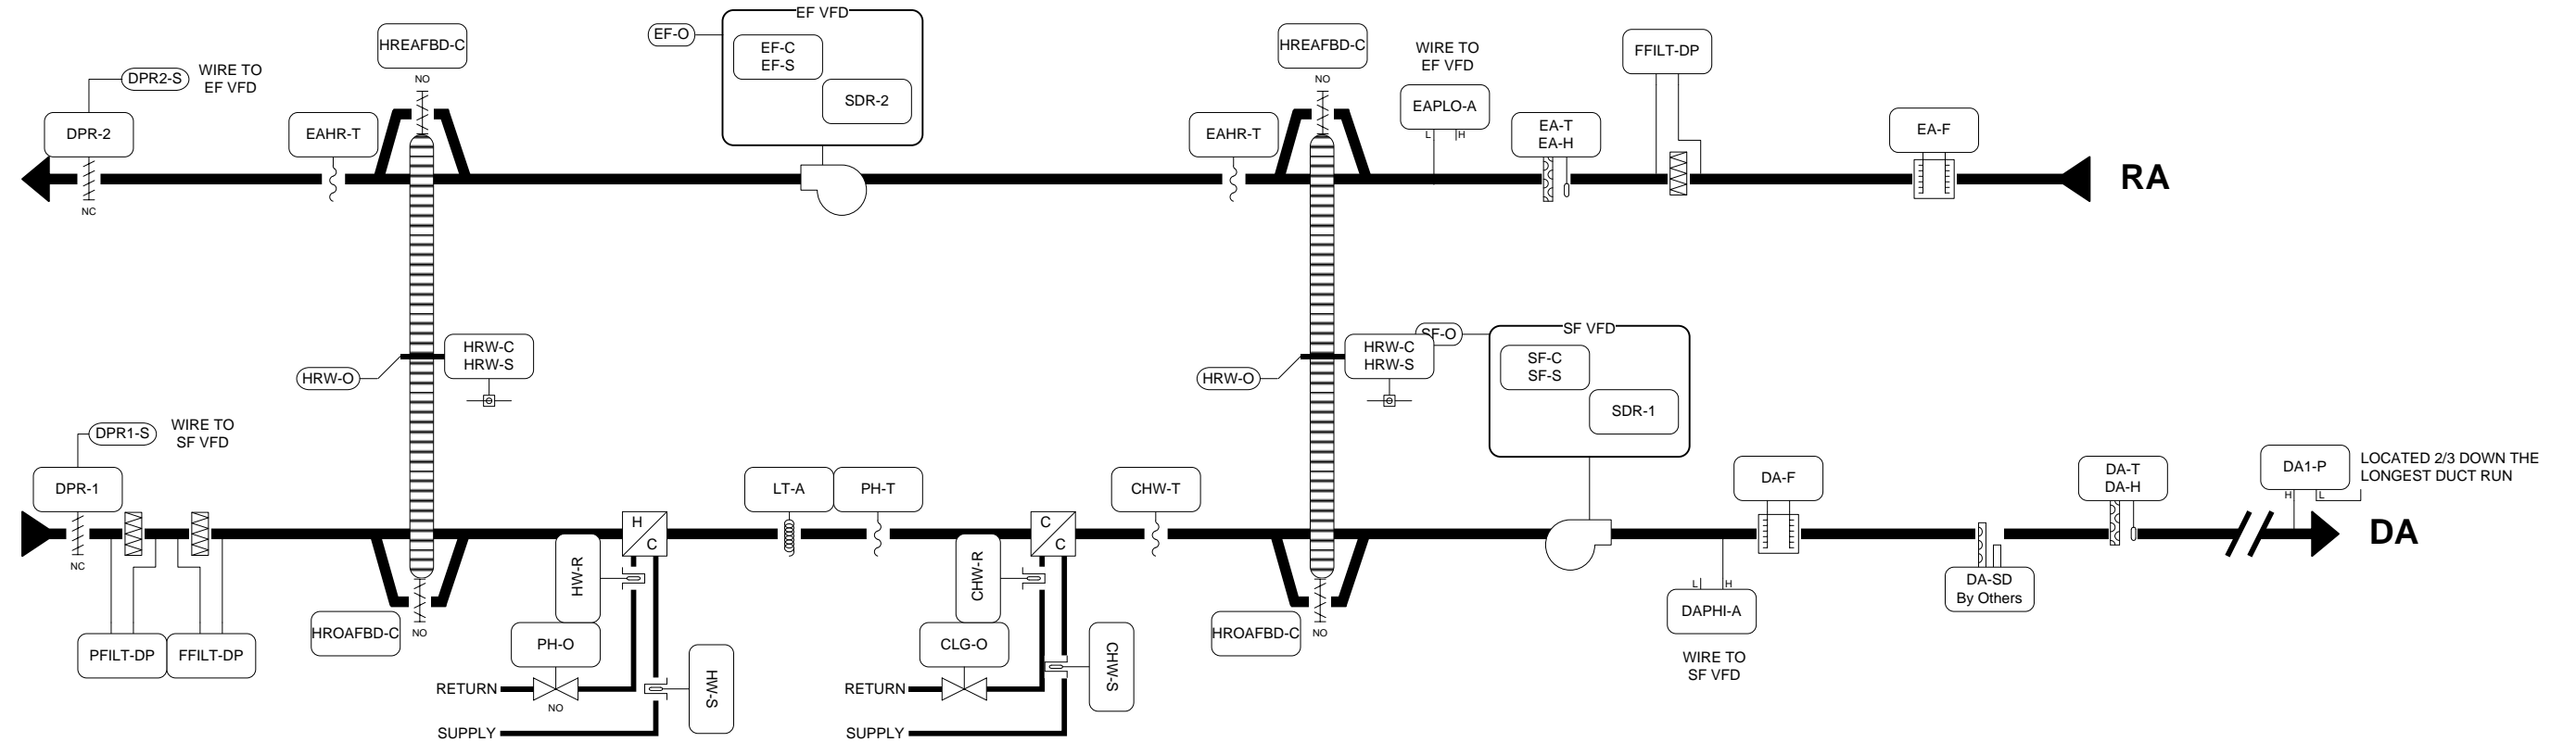 EF VFD
EF-O
EF-C
EF-S
SDR-2
HREAFBD-C
NO
DPR2-S
WIRE TO
EF VFD
DPR-2
NC
EAHR-T
HREAFBD-C
NO
EAHR-T
WIRE TO
EF VFD
EAPLO-A
L
H
EA-T
EA-H
FFILT-DP
EA-F
RA
HRW-C
HRW-S
HRW-O
HRW-C
HRW-S
HRW-O
SF-O
SF VFD
SF-C
SF-S
SDR-1
DPR1-S
WIRE TO
SF VFD
DPR-1
NC
PFILT-DP
FFILT-DP
HROAFBD-C
NO
H
C
HW-R
PH-O
NO
RETURN
SUPPLY
HW-S
LT-A
PH-T
C
C
CHW-R
CLG-O
RETURN
SUPPLY
CHW-S
CHW-T
HROAFBD-C
NO
L
H
DAPHI-A
WIRE TO
SF VFD
DA-F
DA-SD
By Others
DA-T
DA-H
DA1-P
H
L
LOCATED 2/3 DOWN THE
LONGEST DUCT RUN
DA